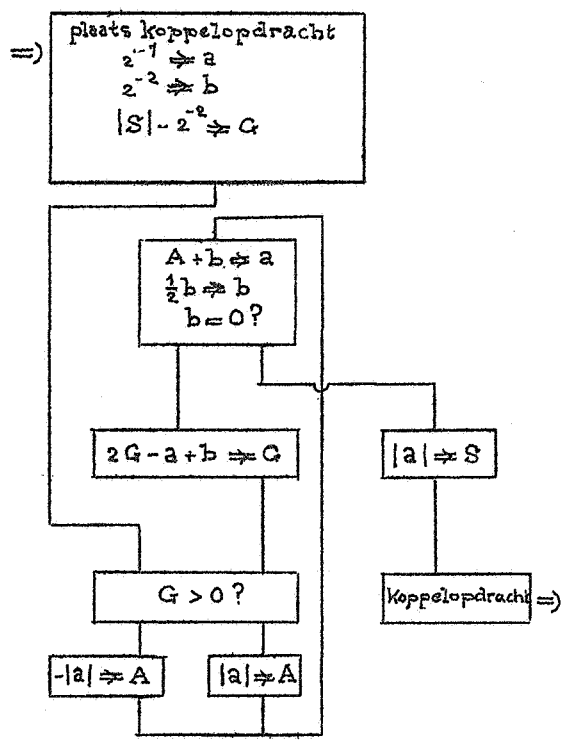 =>) plaats koppelopdracht
2⁻¹ ⇒ a
2⁻² ⇒ b
|S| - 2⁻² ⇒ G
A + b ⇒ a
½b ⇒ b
b = 0?
2G - a + b ⇒ G
|a| ⇒ S
G > 0?
koppelopdracht =>)
-|a| ⇒ A
|a| ⇒ A